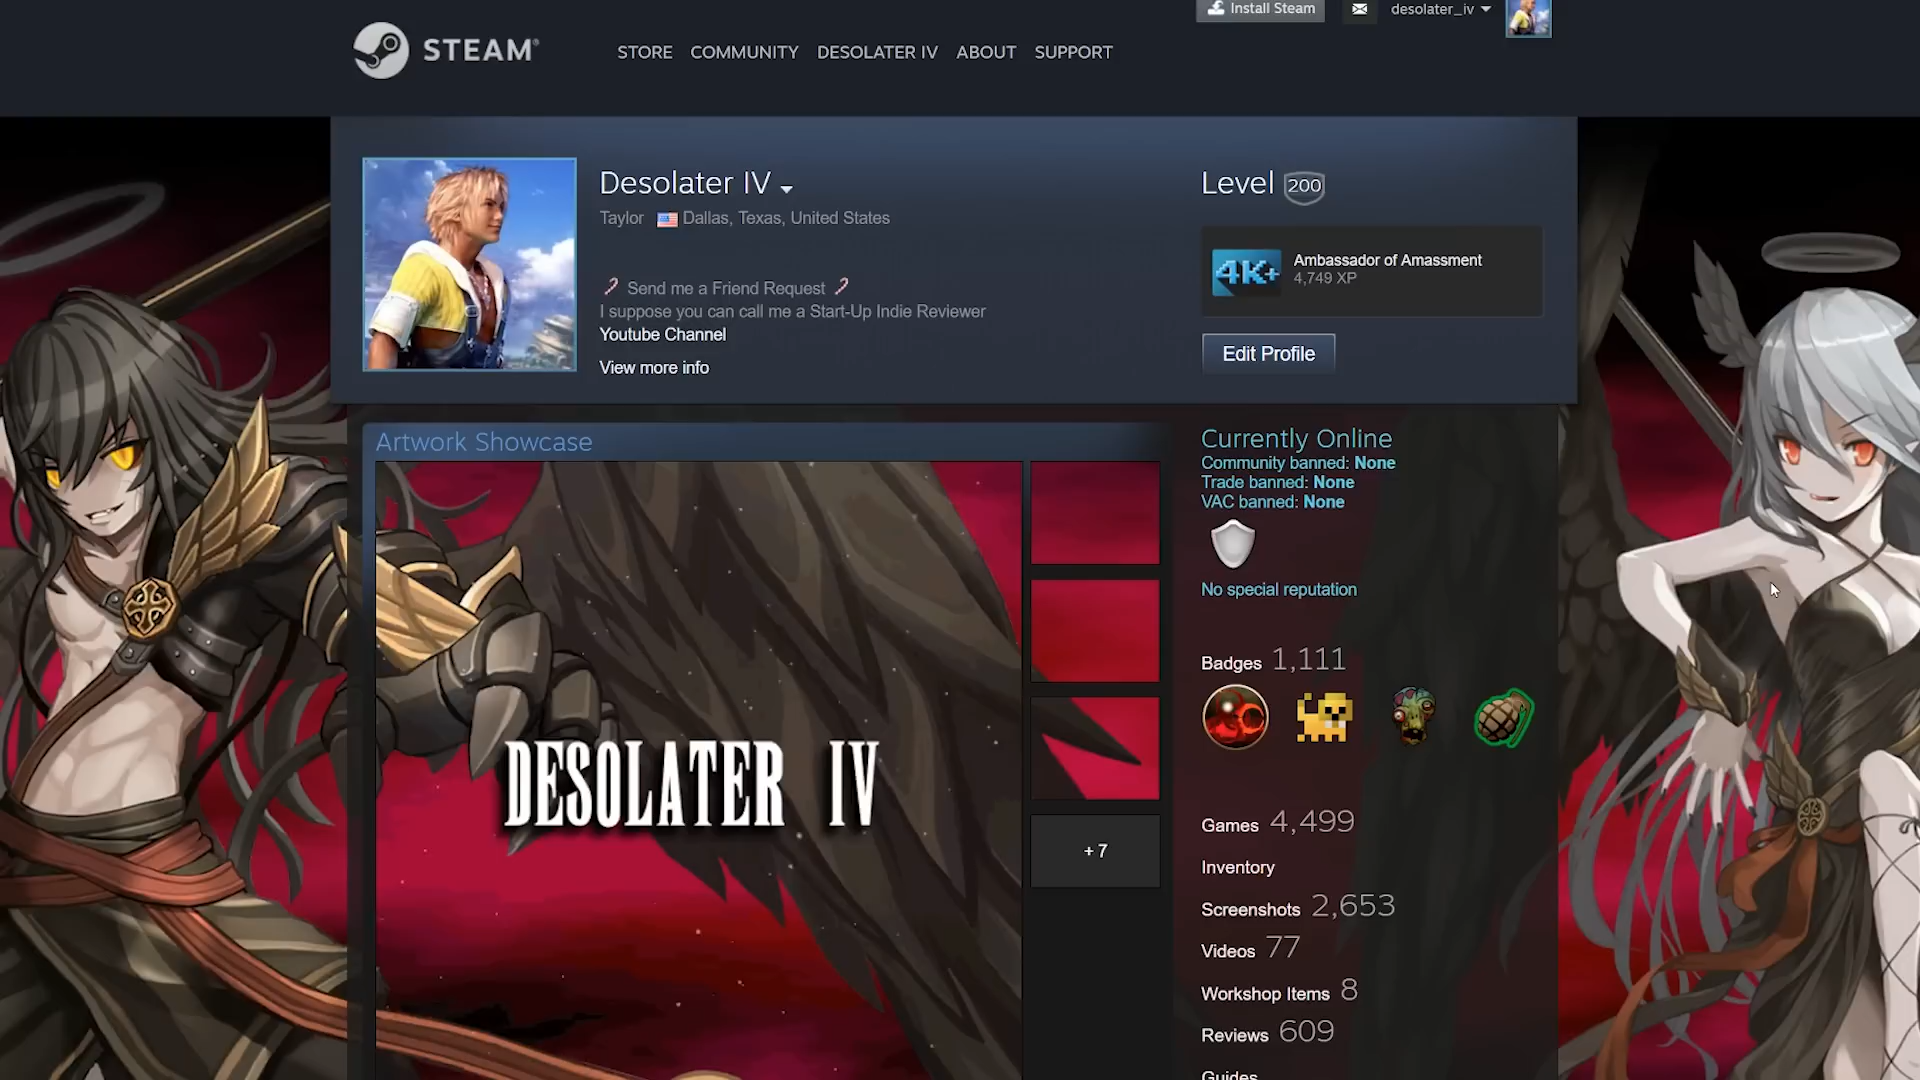 Install Steam
desolater_iv
STEAM®
STORE COMMUNITY DESOLATER IV ABOUT SUPPORT
Desolater IV
Taylor Dallas, Texas, United States
Send me a Friend Request
I suppose you can call me a Start-Up Indie Reviewer
Youtube Channel
View more info
Level 200
4K+
Ambassador of Amassment
4,749 XP
Edit Profile
Artwork Showcase
DESOLATER IV
+ 7
Currently Online
Community banned: None
Trade banned: None
VAC banned: None
No special reputation
Badges 1,111
Games 4,499
Inventory
Screenshots 2,653
Videos 77
Workshop Items 8
Reviews 609
Guides